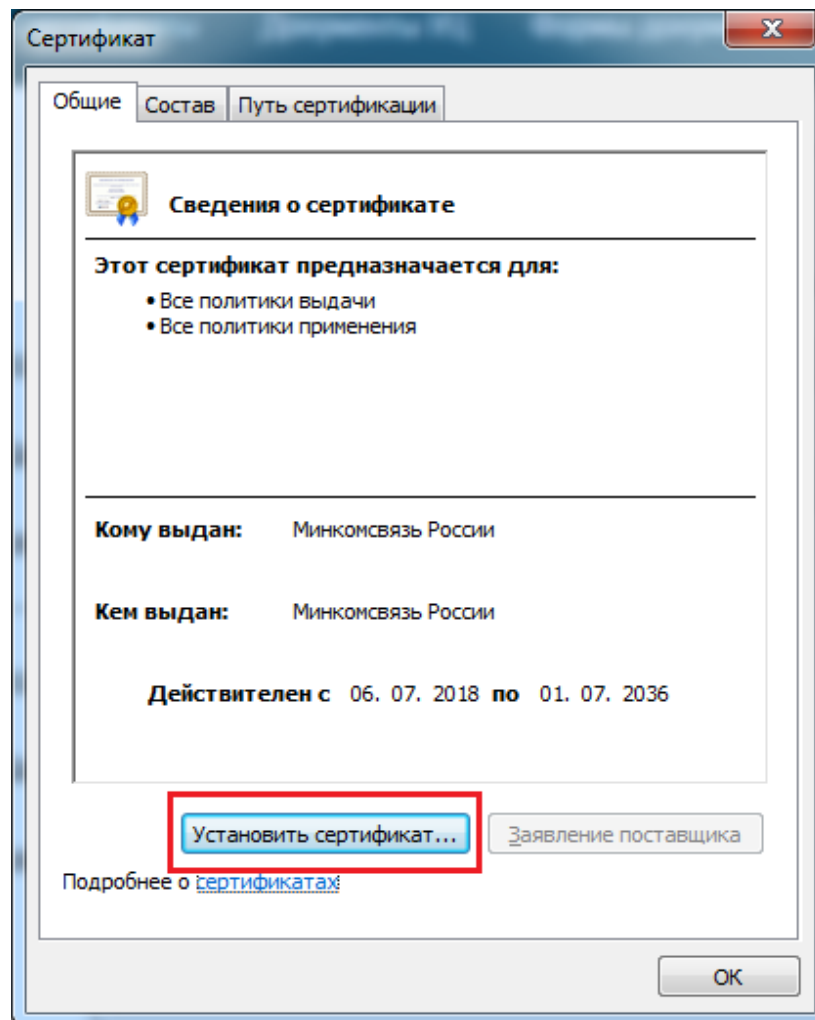 Сертификат
Общие Состав Путь сертификации
Сведения о сертификате
Этот сертификат предназначается для:
• Все политики выдачи
• Все политики применения
Кому выдан: Минкомсвязь России
Кем выдан: Минкомсвязь России
Действителен с 06. 07. 2018 по 01. 07. 2036
Установить сертификат... Заявление поставщика
Подробнее о сертификатах
ОК